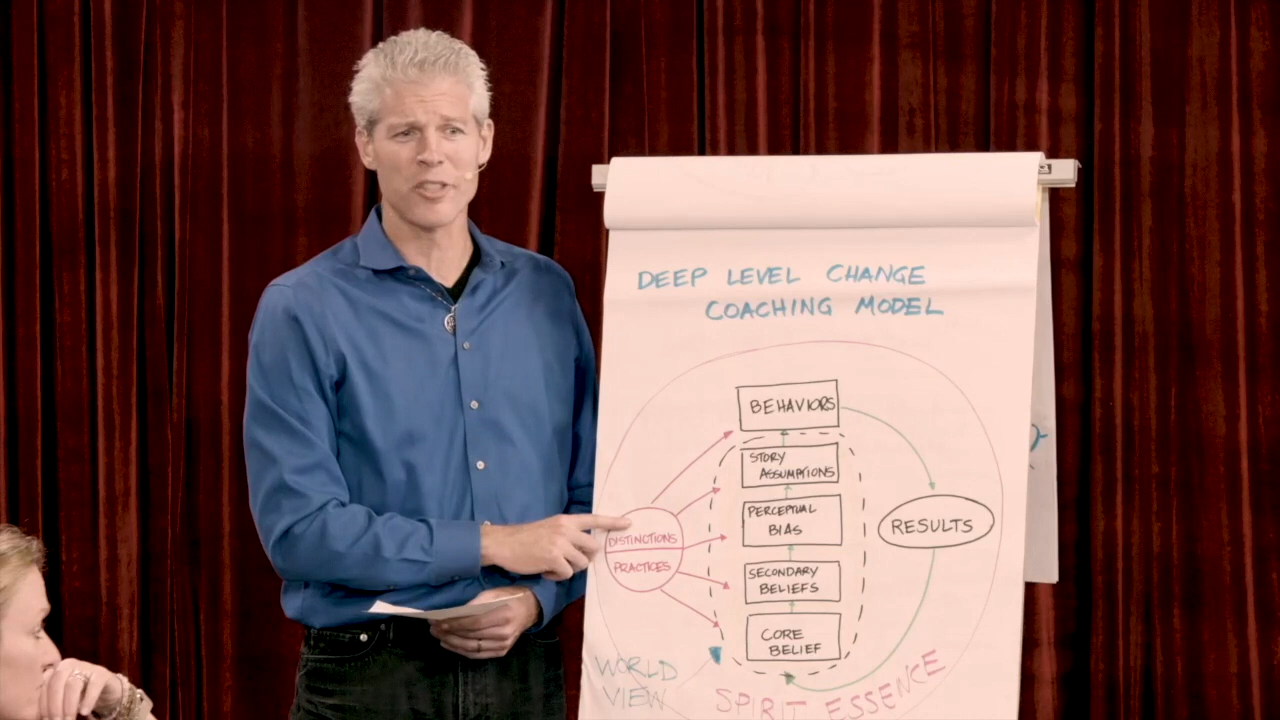 DEEP LEVEL CHANGE
COACHING MODEL
BEHAVIORS
STORY
ASSUMPTIONS
PERCEPTUAL
BIAS
SECONDARY
BELIEFS
CORE
BELIEF
DISTINCTIONS
PRACTICES
RESULTS
WORLD
VIEW
SPIRIT ESSENCE